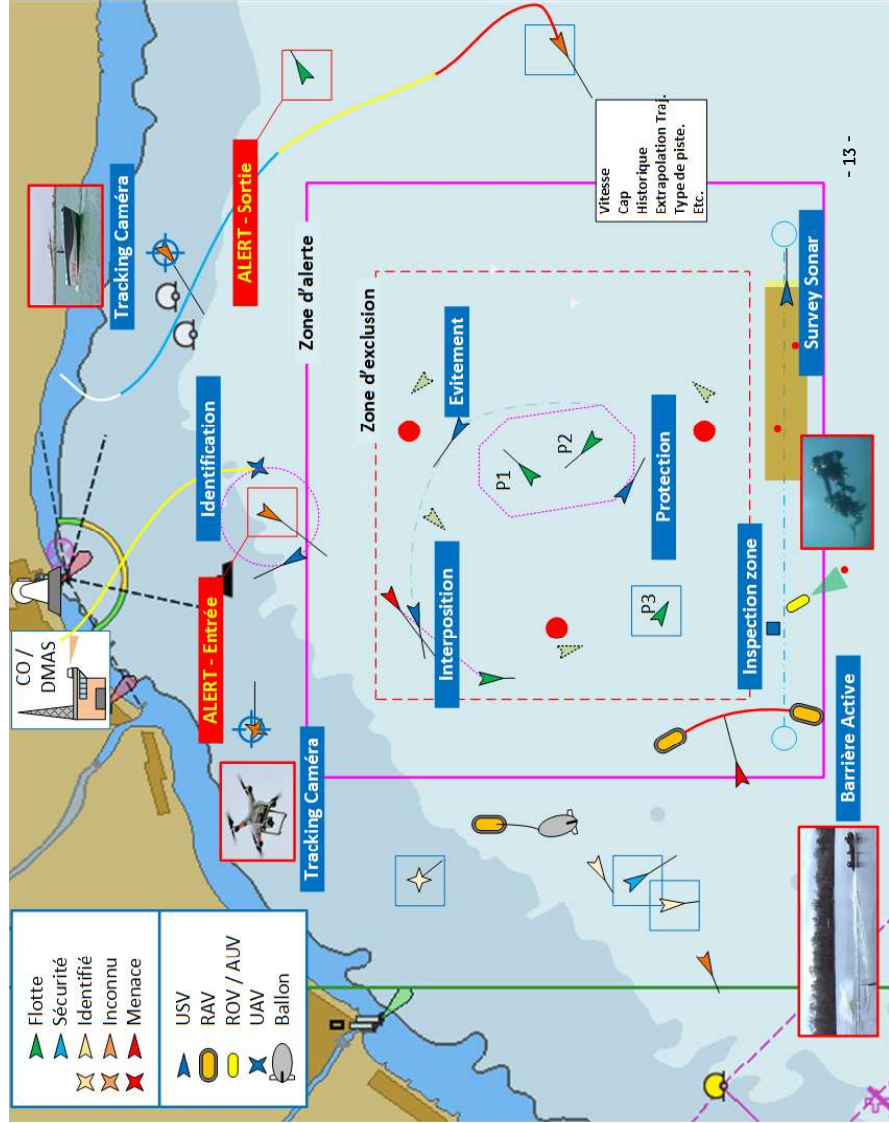 Flotte
Sécurité
Identifié
Inconnu
Menace
USV
RAV
ROV / AUV
UAV
Ballon
CO /
DMAS
Tracking Caméra
ALERT - Entrée
Identification
Tracking Caméra
ALERT - Sortie
Zone d'alerte
Zone d'exclusion
Interposition
Evitement
P1
P2
P3
Protection
Vitesse
Cap
Historique
Extrapolation Traj.
Type de piste.
Etc.
Barrière Active
Inspection zone
Survey Sonar
- 13 -